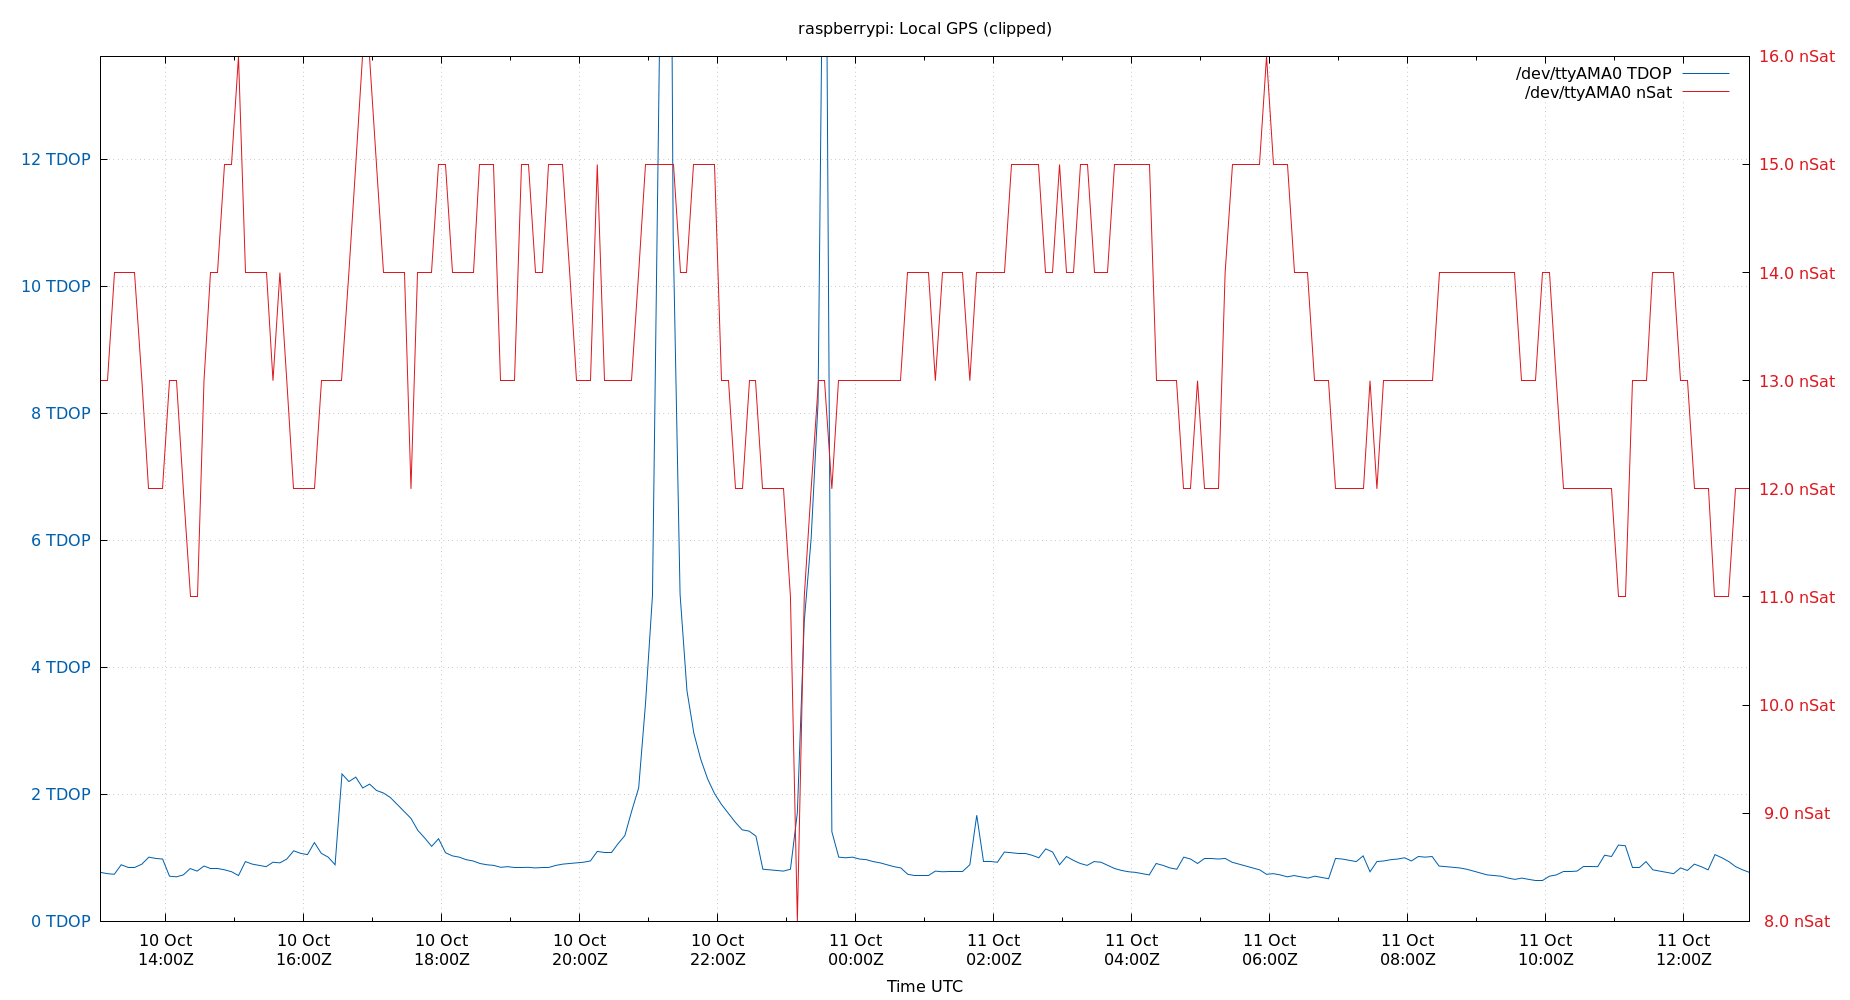 raspberrypi: Local GPS (clipped)
/dev/ttyAMA0 TDOP
/dev/ttyAMA0 nSat
12 TDOP
10 TDOP
8 TDOP
6 TDOP
4 TDOP
2 TDOP
0 TDOP
16.0 nSat
15.0 nSat
14.0 nSat
13.0 nSat
12.0 nSat
11.0 nSat
10.0 nSat
9.0 nSat
8.0 nSat
10 Oct
14:00Z
10 Oct
16:00Z
10 Oct
18:00Z
10 Oct
20:00Z
10 Oct
22:00Z
11 Oct
00:00Z
11 Oct
02:00Z
11 Oct
04:00Z
11 Oct
06:00Z
11 Oct
08:00Z
11 Oct
10:00Z
11 Oct
12:00Z
Time UTC